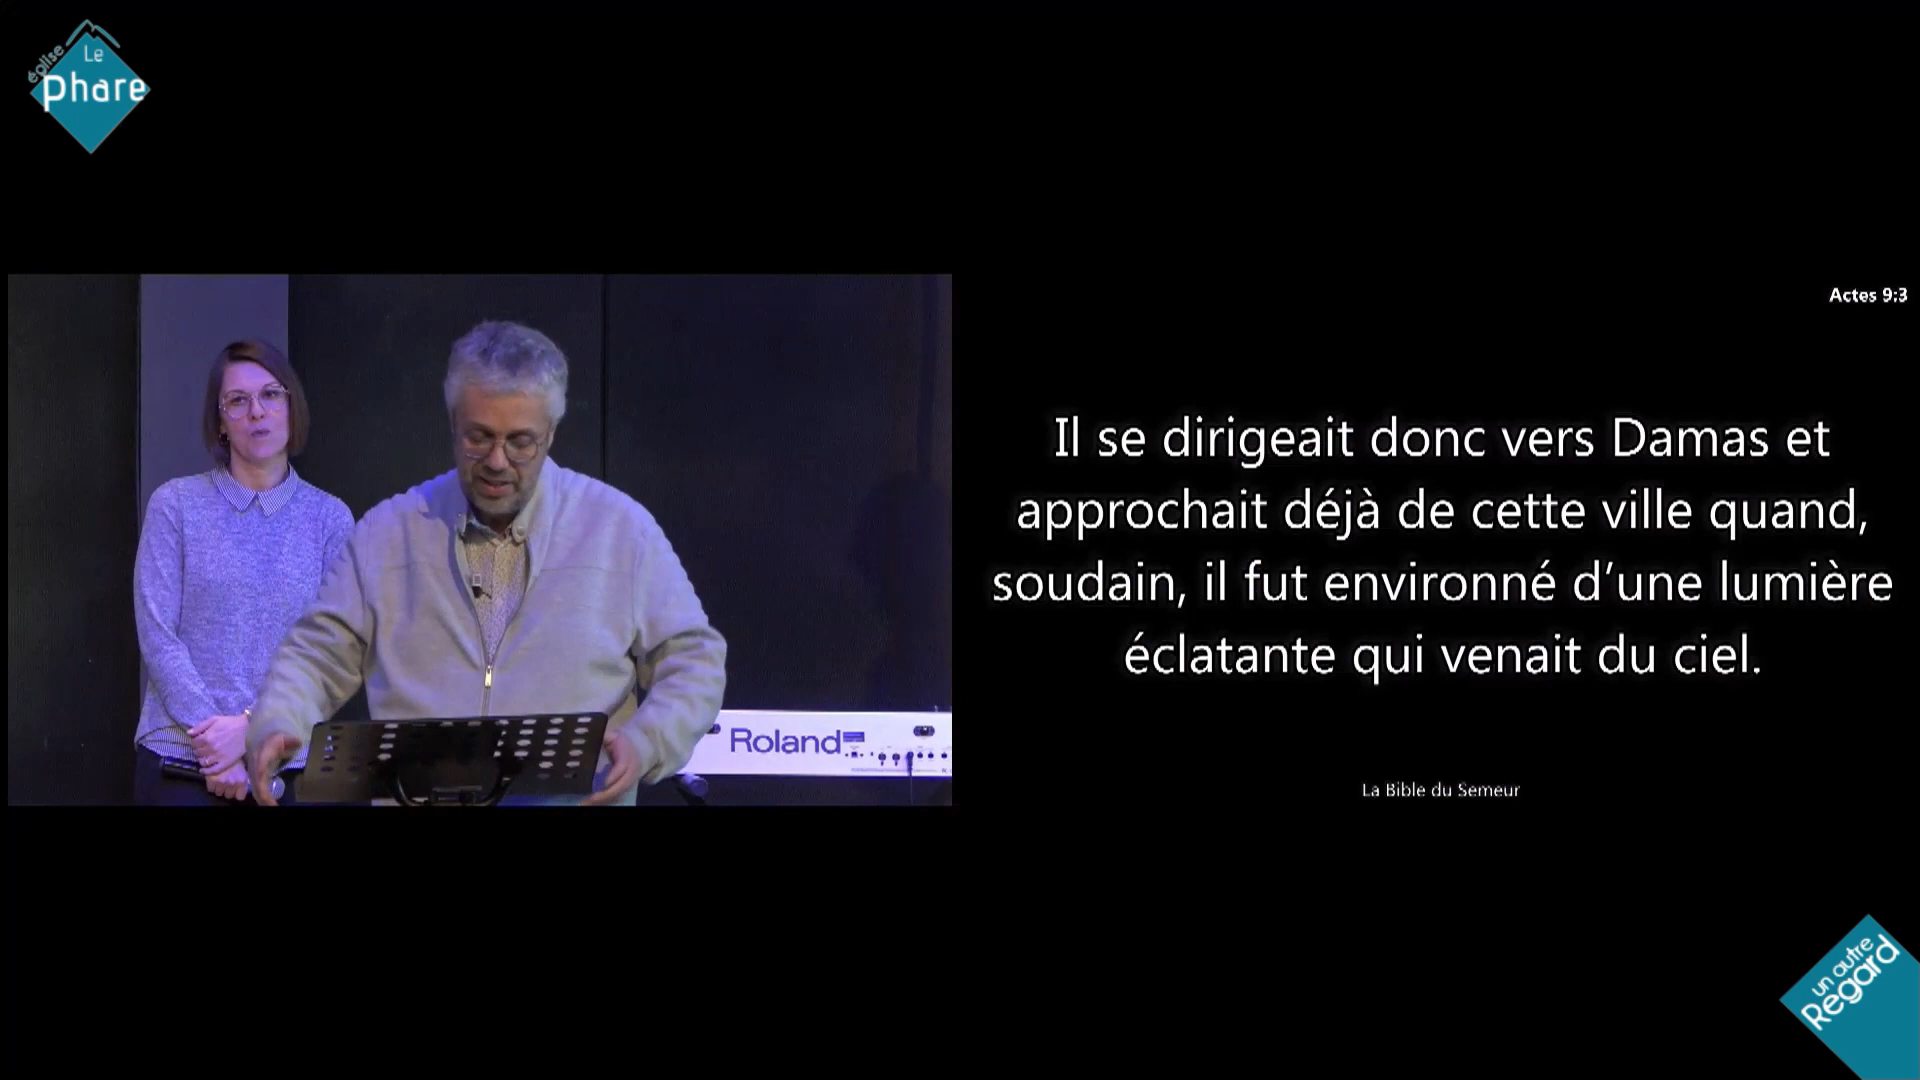 église
Le
phare
Actes 9:3
Il se dirigeait donc vers Damas et
approchait déjà de cette ville quand,
soudain, il fut environné d’une lumière
éclatante qui venait du ciel.
Roland
La Bible du Semeur
un autre
Regard